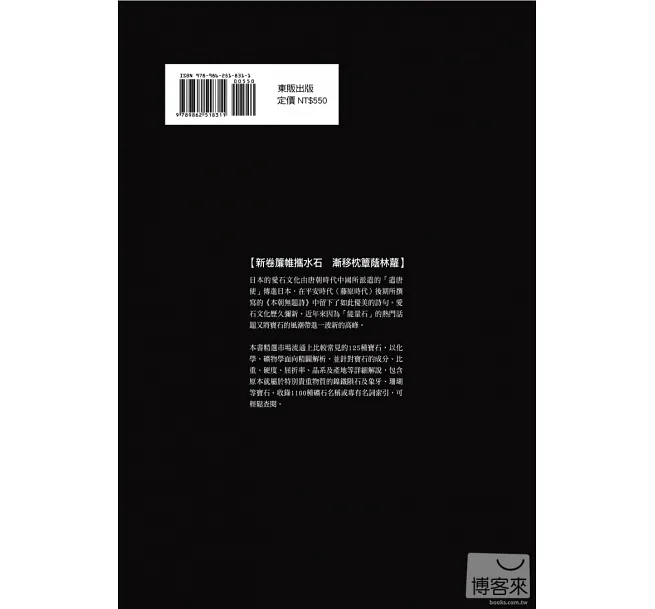 ISBN 978-986-251-831-1
00550
9 789862 518311
東販出版
定價 NT$550
【新卷簾帷攜水石　漸移枕簟蔭林蘿】
日本的愛石文化由唐朝時代中國所派遣的「遣唐
使」傳進日本，在平安時代（藤原時代）後期所撰
寫的《本朝無題詩》中留下了如此優美的詩句。愛
石文化歷久彌新，近年來因為「能量石」的熱門話
題又將寶石的風潮帶進一波新的高峰。
本書精選市場流通上比較常見的125種寶石，以化
學、礦物學面向精闢解析，並針對寶石的成分、比
重、硬度、屈折率、晶系及產地等詳細解說，包含
原本就屬於特別貴重物質的鎳鐵隕石及象牙、珊瑚
等寶石。收錄1100種礦石名稱或專有名詞索引，可
輕鬆查閱。
博客來
books.com.tw